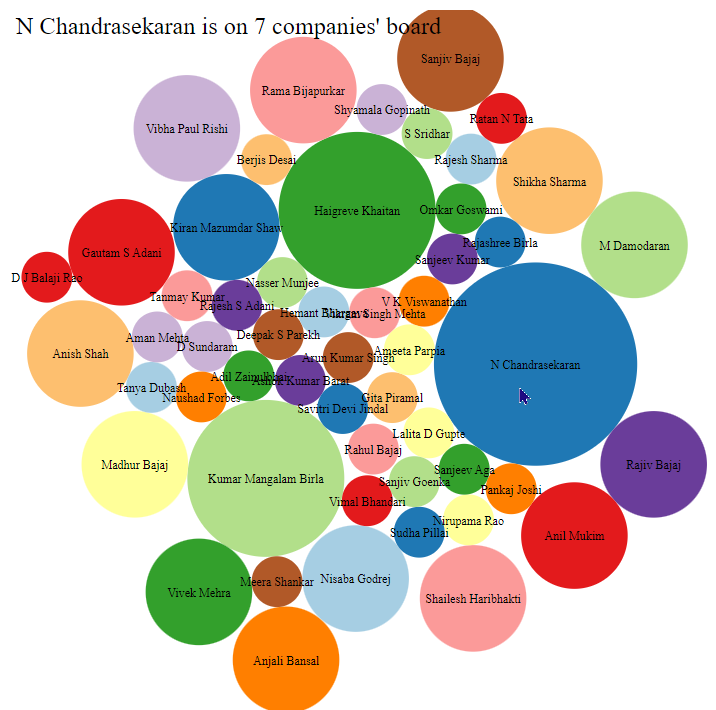 N Chandrasekaran is on 7 companies' board
Sanjiv Bajaj
Rama Bijapurkar
Shyamala Gopinath
Ratan N Tata
Vibha Paul Rishi
S Sridhar
Berjis Desai
Rajesh Sharma
Shikha Sharma
Haigreve Khaitan
Omkar Goswami
Kiran Mazumdar Shaw
Rajashree Birla
M Damodaran
Gautam S Adani
Sanjeev Kumar
D J Balaji Rao
Nasser Munjee
Tanmay Kumar
Rajesh S Adani
V K Viswanathan
Hemant Bhargava
Vikram Singh Mehta
Deepak S Parekh
Aman Mehta
D Sundaram
Ameeta Parpia
Anish Shah
Arun Kumar Singh
N Chandrasekaran
Adil Zainulbhai
Ashok Kumar Barat
Tanya Dubash
Naushad Forbes
Gita Piramal
Savitri Devi Jindal
Lalita D Gupte
Rahul Bajaj
Madhur Bajaj
Rajiv Bajaj
Sanjeev Aga
Kumar Mangalam Birla
Sanjiv Goenka
Pankaj Joshi
Vimal Bhandari
Nirupama Rao
Sudha Pillai
Anil Mukim
Nisaba Godrej
Meera Shankar
Vivek Mehra
Shailesh Haribhakti
Anjali Bansal